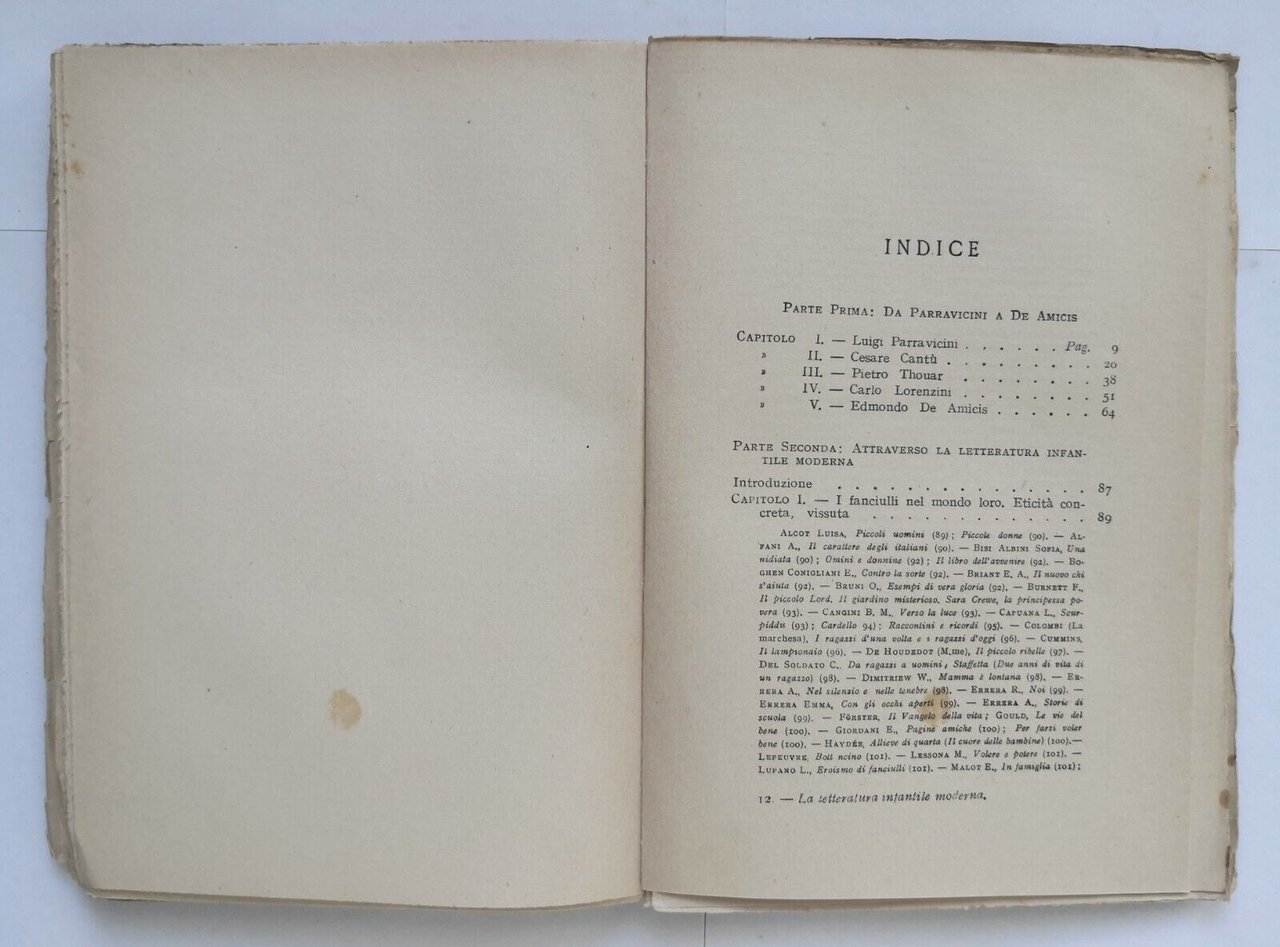 INDICE
PARTE PRIMA: DA PARRAVICINI A DE AMICIS
CAPITOLO I. — Luigi Parravicini . . . . . . Pag. 9
» II. — Cesare Cantù . . . . . . . . . 20
» III. — Pietro Thouar . . . . . . . . 38
» IV. — Carlo Lorenzini . . . . . . . . 51
» V. — Edmondo De Amicis . . . . . . 64
PARTE SECONDA: ATTRAVERSO LA LETTERATURA INFAN-
TILE MODERNA
Introduzione . . . . . . . . . . . . . . . 87
CAPITOLO I. — I fanciulli nel mondo loro. Eticità con-
creta, vissuta . . . . . . . . . . . . . 89
ALCOT LUISA, Piccoli uomini (89); Piccole donne (90). — AL-
FANI A., Il carattere degli italiani (90). — BISI ALBINI SOFIA, Una
nidiata (90); Omini e donnine (92); Il libro dell'avvenire (92). — BO-
GHEN CONIGLIANI E., Contro la sorte (92). — BRIANT E. A., Il nuovo chi
s'aiuta (92). — BRUNI O., Esempi di vera gloria (92). — BURNETT F.,
Il piccolo Lord. Il giardino misterioso. Sara Crewe, la principessa po-
vera (93). — CANGINI B. M., Verso la luce (93). — CAPUANA L., Scur-
piddu (93); Cardello 94); Raccontini e ricordi (95). — COLOMBI (La
marchesa), I ragazzi d'una volta e i ragazzi d'oggi (96). — CUMMINS,
Il lampionaio (96). — DE HOUDEDOT (M.me), Il piccolo ribelle (97). —
DEL SOLDATO C., Da ragazzi a uomini; Staffetta (Due anni di vita di
un ragazzo) (98). — DIMITRIEW W., Mamma è lontana (98). — ER-
RERA A., Nel silenzio e nelle tenebre (98). — ERRERA R., Noi (99). —
ERRERA EMMA, Con gli occhi aperti (99). — ERRERA A., Storie di
scuola (99). — FÖRSTER, Il Vangelo della vita; GOULD, Le vie del
bene (100). — GIORDANI E., Pagine amiche (100); Per farsi voler
bene (100). — HAYDÉE, Allieve di quarta (Il cuore delle bambine) (100).—
LEFEUVRE, Bott ncino (101). — LESSONA M., Volere e potere (101). —
LUPANO L., Eroismo di fanciulli (101). — MALOT E., In famiglia (101);
12. — La letteratura infantile moderna.